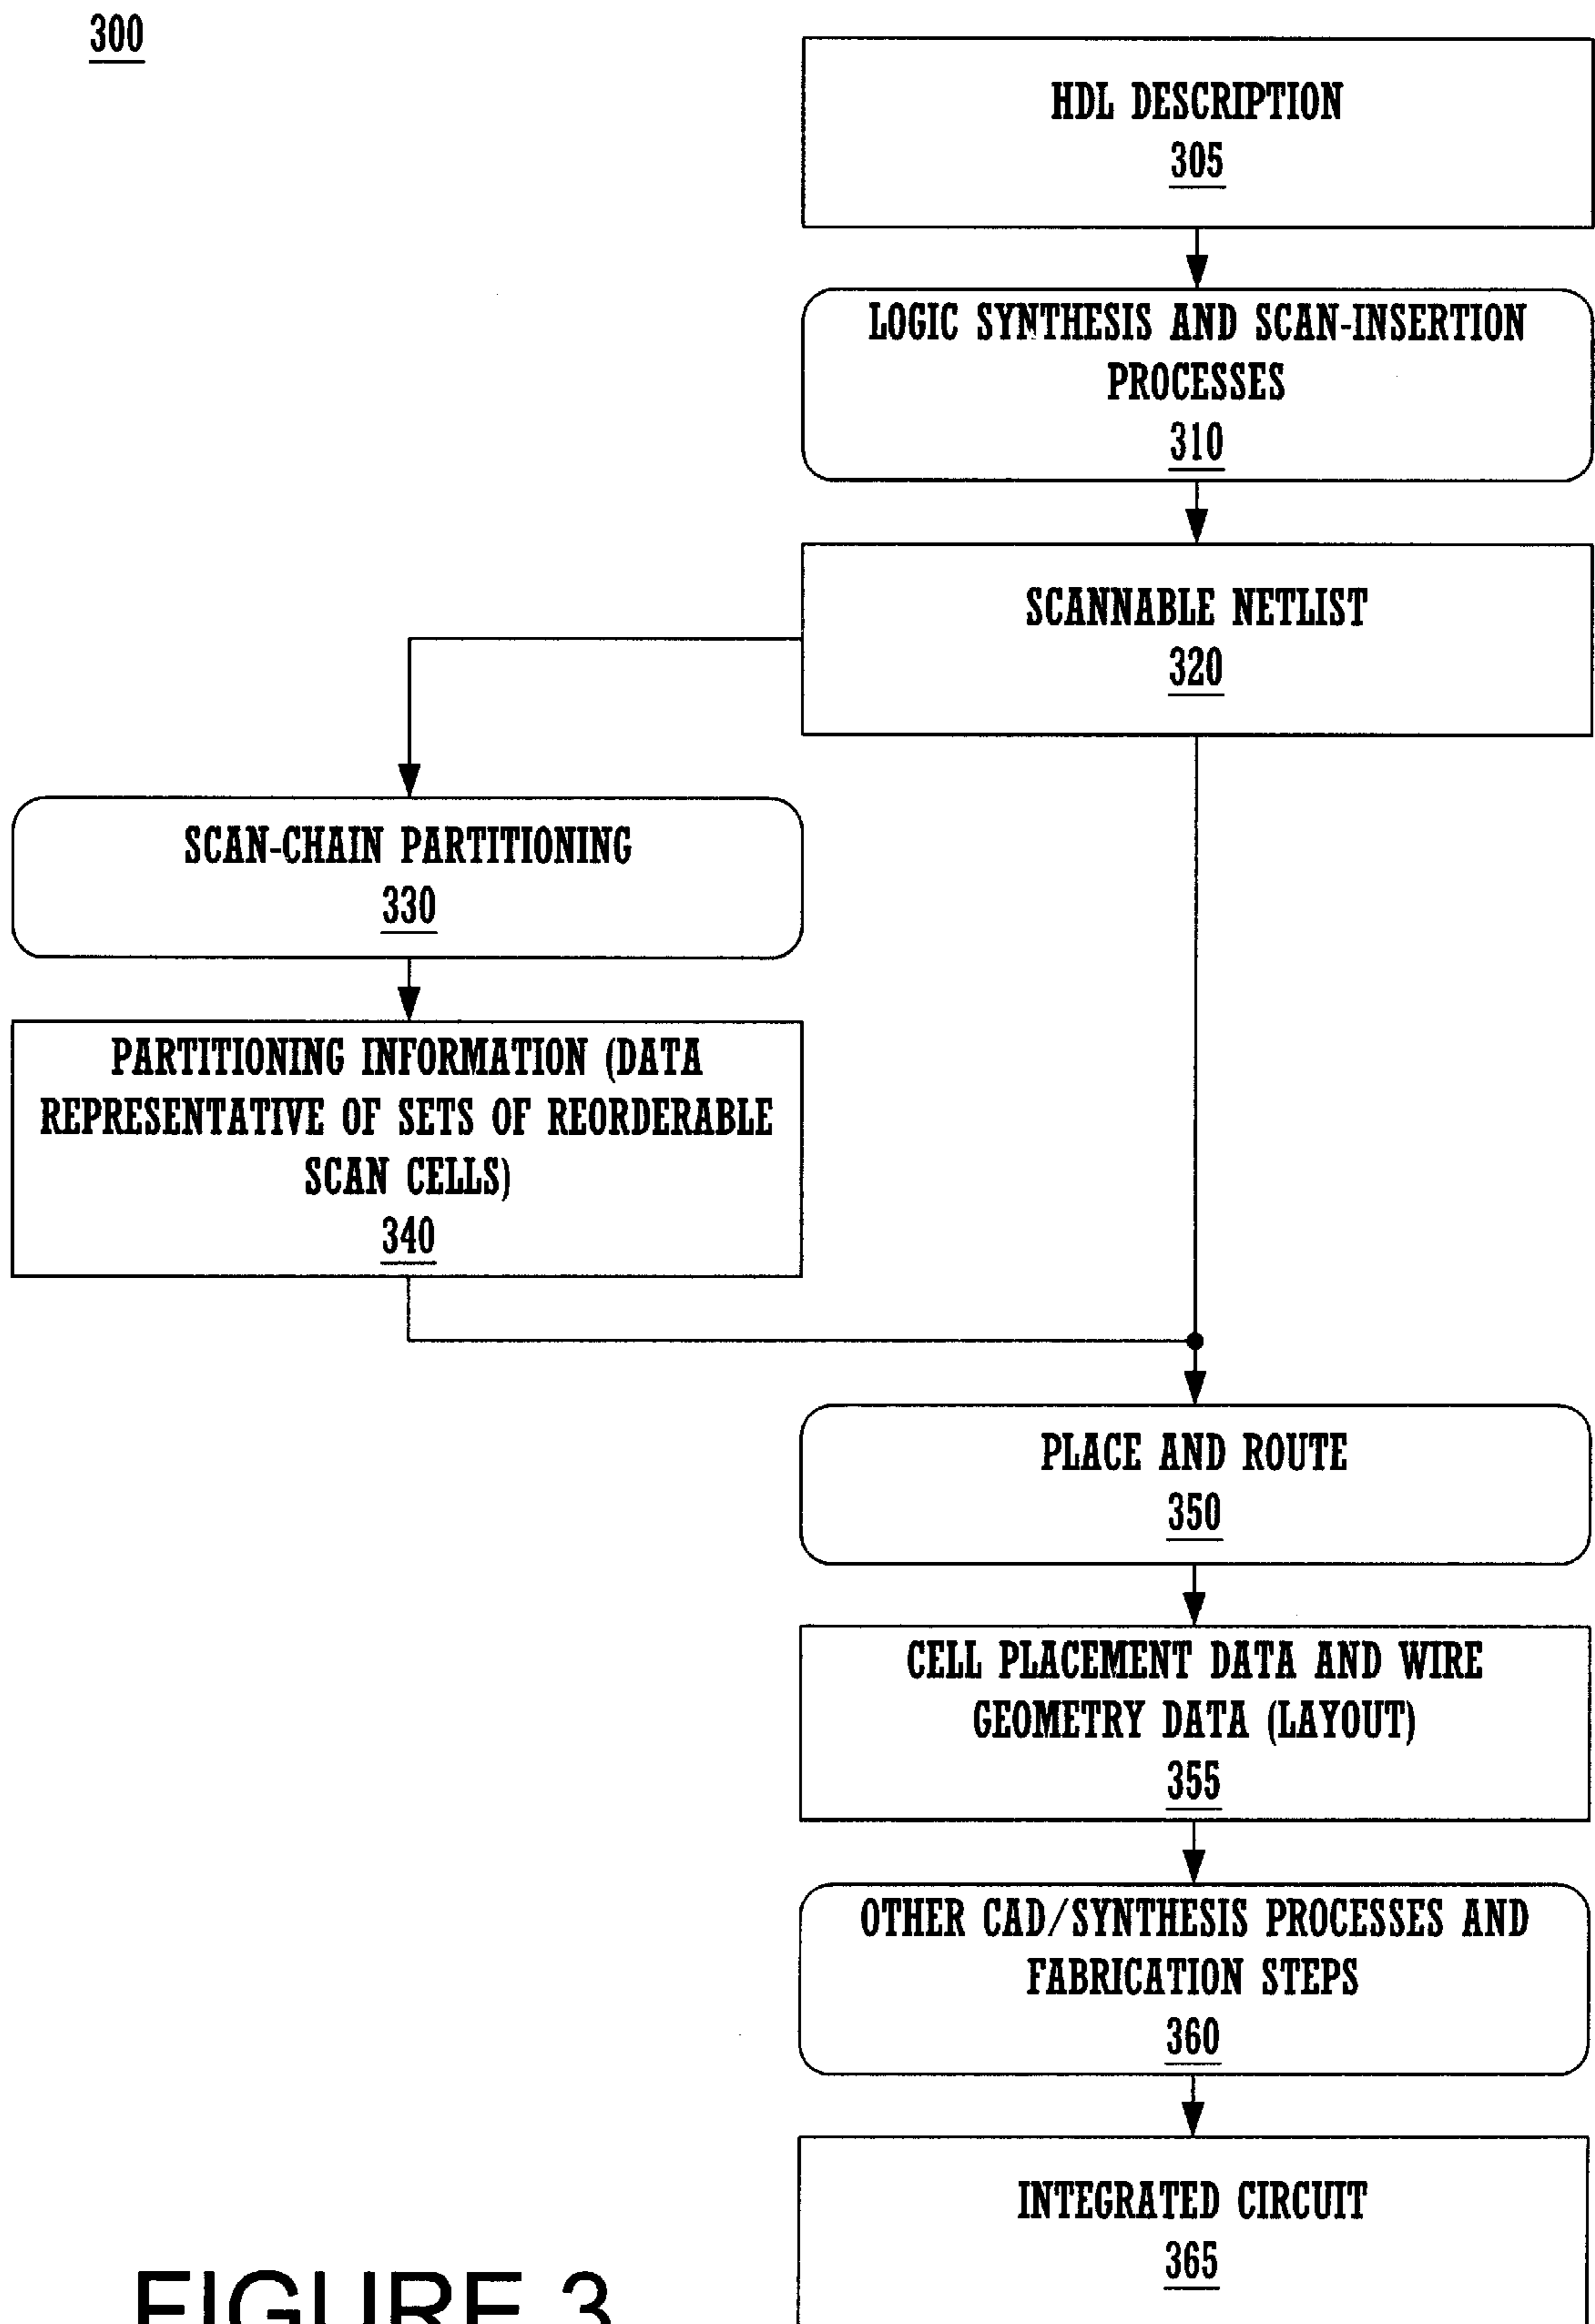 300
HDL DESCRIPTION
305
LOGIC SYNTHESIS AND SCAN-INSERTION
PROCESSES
310
SCANNABLE NETLIST
320
SCAN-CHAIN PARTITIONING
330
PARTITIONING INFORMATION (DATA
REPRESENTATIVE OF SETS OF REORDERABLE
SCAN CELLS)
340
PLACE AND ROUTE
350
CELL PLACEMENT DATA AND WIRE
GEOMETRY DATA (LAYOUT)
355
OTHER CAD/SYNTHESIS PROCESSES AND
FABRICATION STEPS
360
INTEGRATED CIRCUIT
365
FIGURE 3